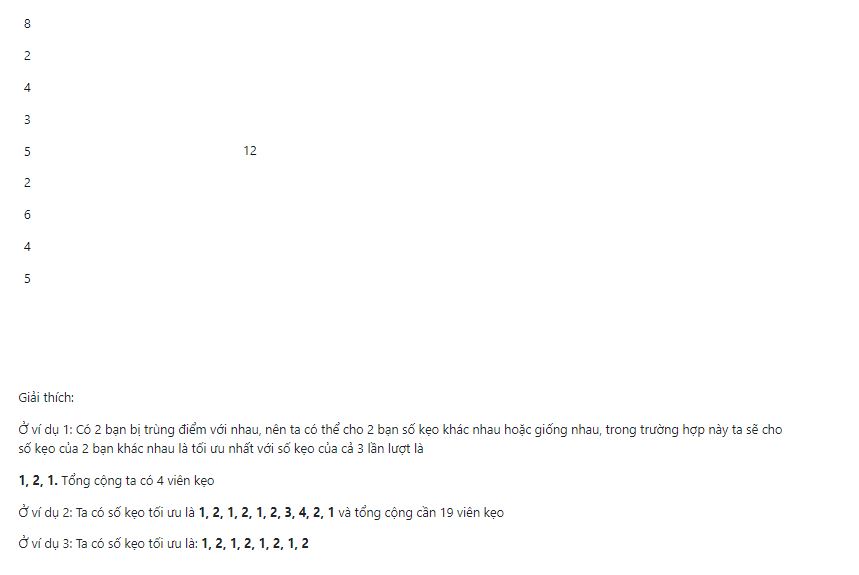 8
2
4
3
5
12
2
6
4
5
Giải thích:
Ở ví dụ 1: Có 2 bạn bị trùng điểm với nhau, nên ta có thể cho 2 bạn số kẹo khác nhau hoặc giống nhau, trong trường hợp này ta sẽ cho
số kẹo của 2 bạn khác nhau là tối ưu nhất với số kẹo của cả 3 lần lượt là
1, 2, 1. Tổng cộng ta có 4 viên kẹo
Ở ví dụ 2: Ta có số kẹo tối ưu là 1, 2, 1, 2, 1, 2, 3, 4, 2, 1 và tổng cộng cần 19 viên kẹo
Ở ví dụ 3: Ta có số kẹo tối ưu là: 1, 2, 1, 2, 1, 2, 1, 2